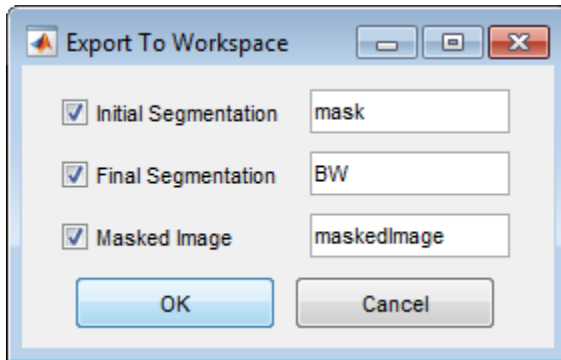 Export To Workspace
Initial Segmentation mask
Final Segmentation BW
Masked Image maskedImage
OK Cancel